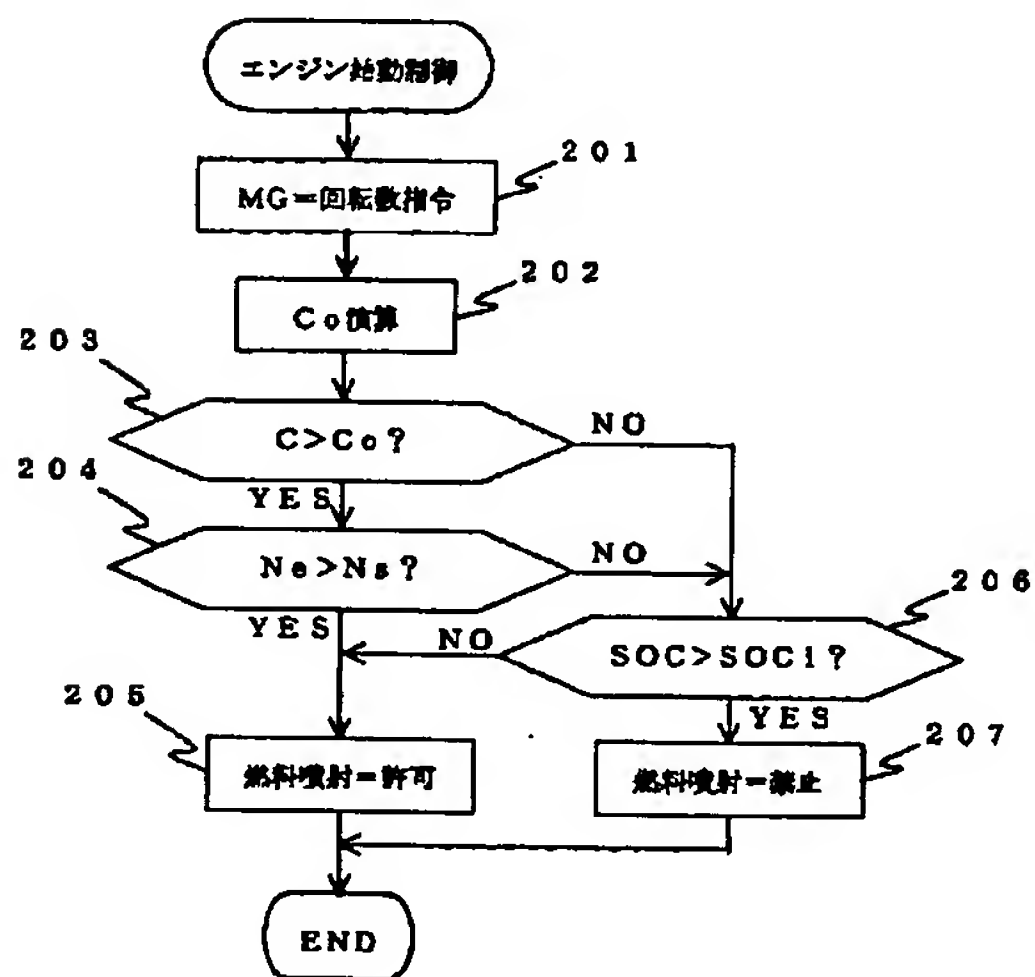 エンジン始動制御
201
MG=回転数指令
202
Co演算
203
C>Co?
NO
204
YES
Ne>Ns?
NO
206
YES
NO
SOC>SOC1?
205
YES
207
燃料噴射=許可
燃料噴射=禁止
END